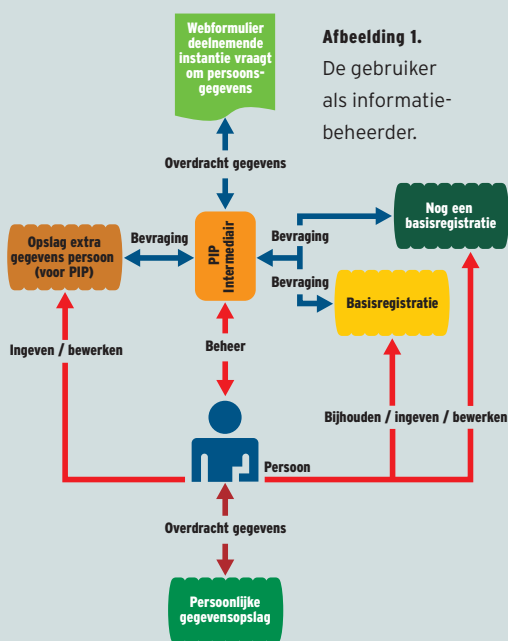 Webformulier
deelnemende
instantie vraagt
om persoons-
gegevens
Afbeelding 1.
De gebruiker
als informatie-
beheerder.
Overdracht gegevens
Opslag extra
gegevens persoon
(voor PIP)
Bevraging
PIP
Intermediair
Bevraging
Bevraging
Nog een
basisregistratie
Basisregistratie
Ingeven / bewerken
Beheer
Bijhouden / ingeven / bewerken
Persoon
Overdracht gegevens
Persoonlijke
gegevensopslag